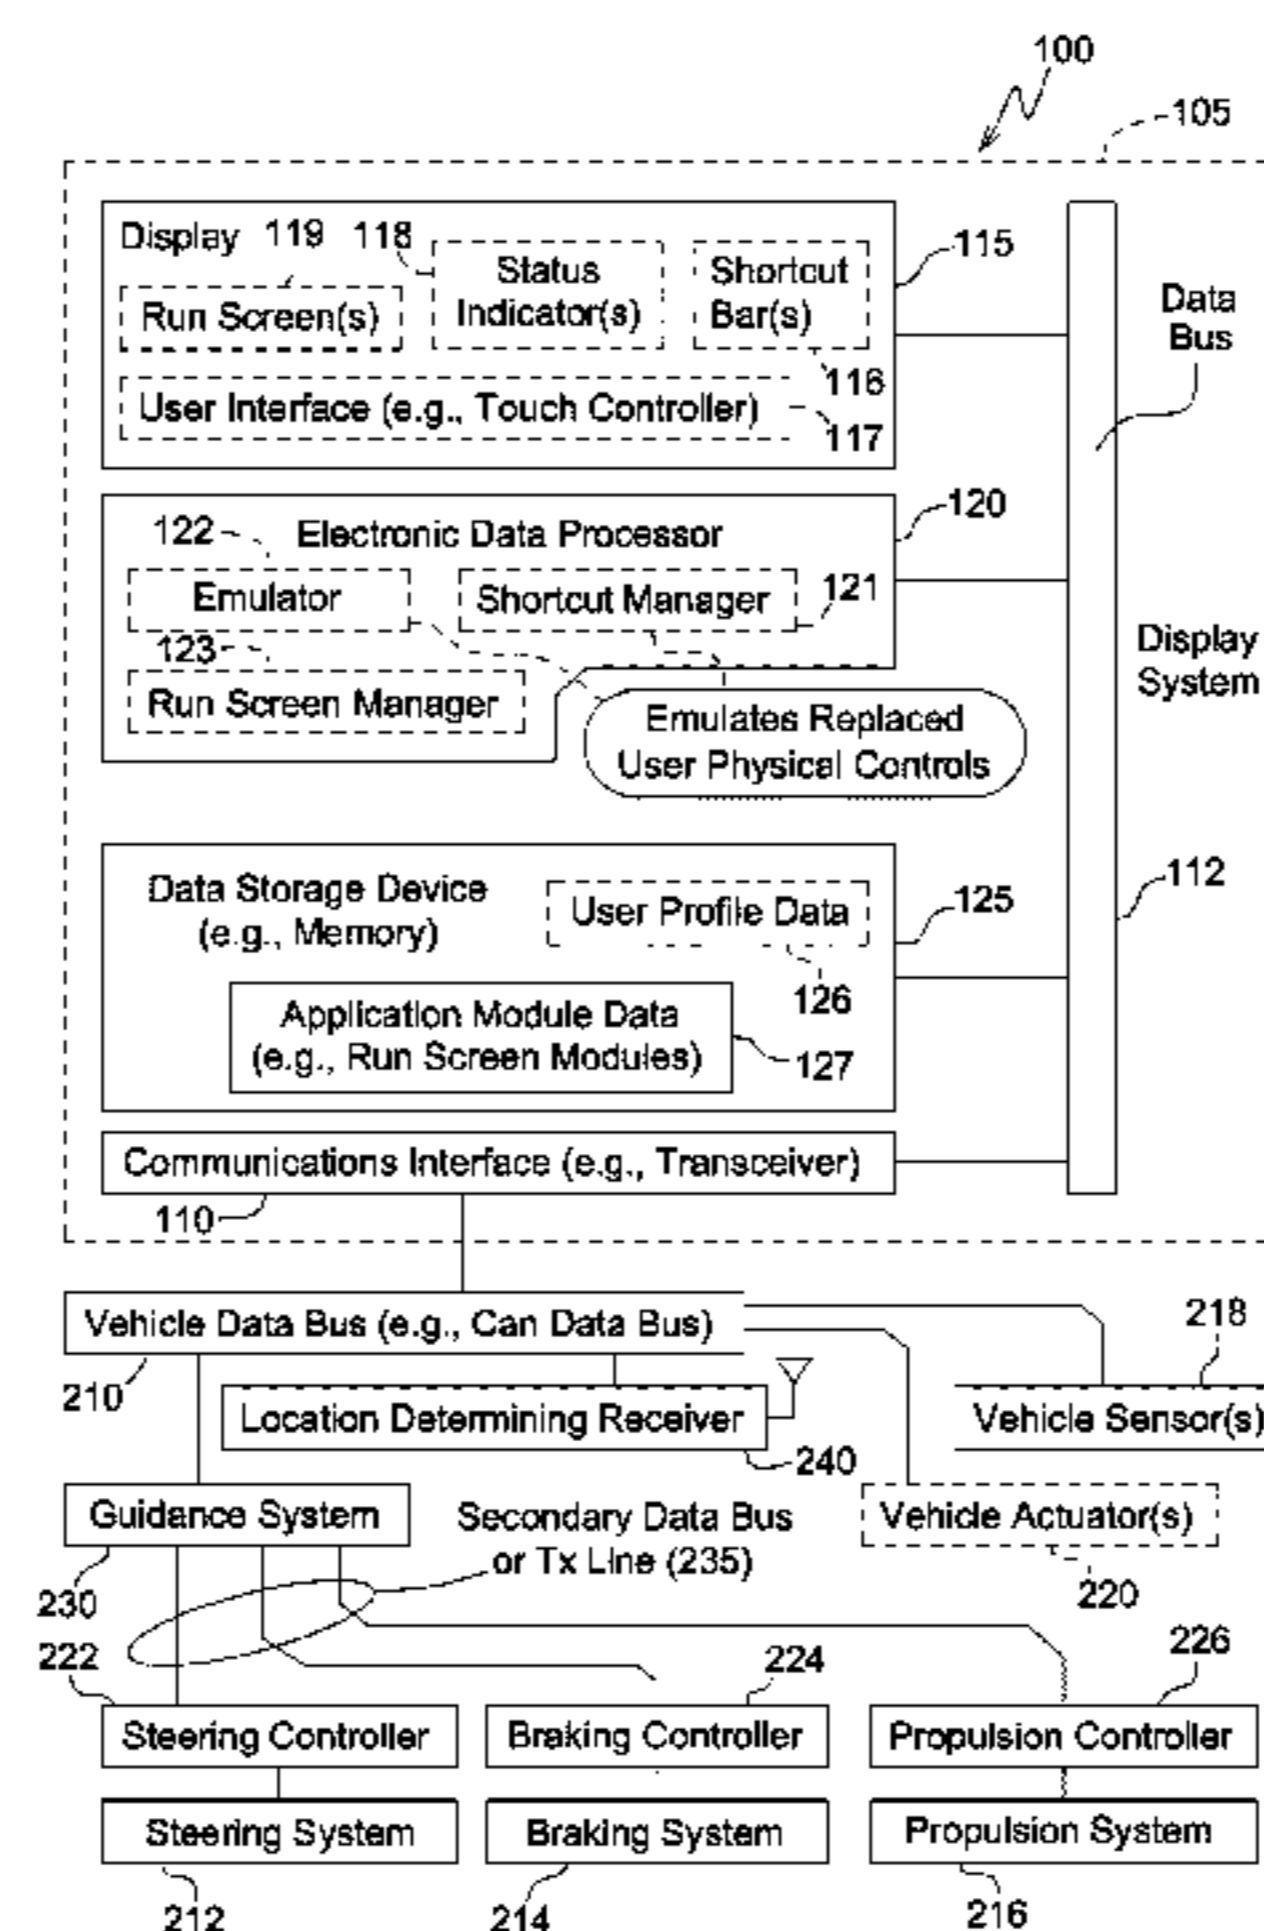 100
105
Display 119 118
Status
Indicator(s)
Shortcut
Bar(s)
115
Run Screen(s)
Data
Bus
116
User Interface (e.g., Touch Controller)
117
120
122
Electronic Data Processor
Emulator
Shortcut Manager
121
123
Display
System
Run Screen Manager
Emulates Replaced
User Physical Controls
112
Data Storage Device
(e.g., Memory)
User Profile Data
125
126
Application Module Data
(e.g., Run Screen Modules)
127
Communications Interface (e.g., Transceiver)
110
Vehicle Data Bus (e.g., Can Data Bus)
218
210
Location Determining Receiver
Vehicle Sensor(s)
240
Guidance System
Secondary Data Bus
or Tx Line (235)
Vehicle Actuator(s)
230
220
222
224
226
Steering Controller
Braking Controller
Propulsion Controller
Steering System
Braking System
Propulsion System
212
214
216